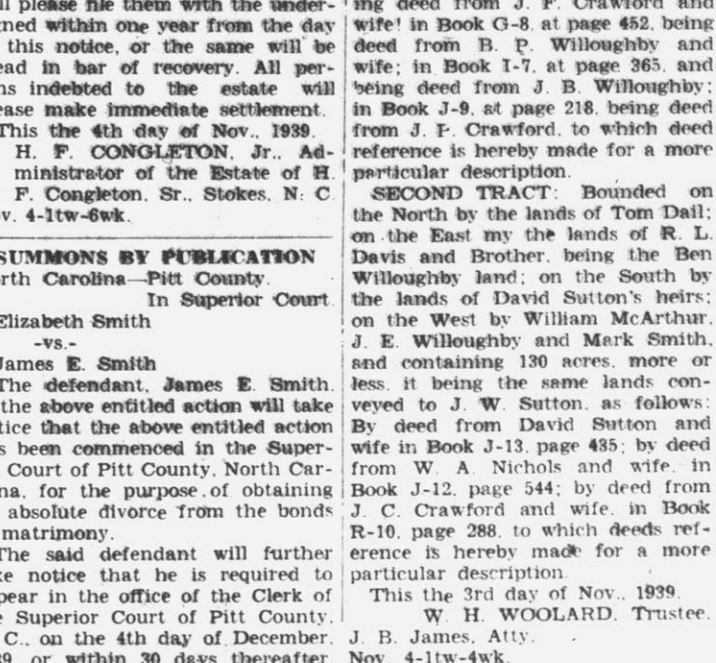 ll please file them with the under-
gned within one year from the day
this notice, or the same will be
ead in bar of recovery. All per-
ns indebted to the estate will
ease make immediate settlement.
This the 4th day of Nov., 1939.
H. F. CONGLETON, Jr., Ad-
ministrator of the Estate of H.
F. Congleton, Sr., Stokes, N. C
v. 4-1tw-6wk.
SUMMONS BY PUBLICATION
rth Carolina—Pitt County.
In Superior Court
Elizabeth Smith
-vs.-
James E. Smith
The defendant, James E. Smith,
the above entitled action will take
tice that the above entitled action
s been commenced in the Super-
Court of Pitt County, North Car-
na, for the purpose of obtaining
absolute divorce from the bonds
matrimony.
The said defendant will further
ke notice that he is required to
pear in the office of the Clerk of
e Superior Court of Pitt County,
C., on the 4th day of December,
39, or within 30 days thereafter,
ing deed from J. F. Crawford and
wife! in Book G-8, at page 452, being
deed from B. P. Willoughby and
wife; in Book I-7, at page 365, and
being deed from J. B. Willoughby;
in Book J-9, at page 218, being deed
from J. F. Crawford, to which deed
reference is hereby made for a more
particular description.
SECOND TRACT: Bounded on
the North by the lands of Tom Dail;
on the East my the lands of R. L.
Davis and Brother, being the Ben
Willoughby land; on the South by
the lands of David Sutton's heirs;
on the West by William McArthur,
J. E. Willoughby and Mark Smith,
and containing 130 acres, more or
less, it being the same lands con-
veyed to J. W. Sutton, as follows:
By deed from David Sutton and
wife in Book J-13, page 435; by deed
from W. A. Nichols and wife, in
Book J-12, page 544; by deed from
J. C. Crawford and wife, in Book
R-10, page 288, to which deeds ref-
erence is hereby made for a more
particular description.
This the 3rd day of Nov., 1939.
W. H. WOOLARD, Trustee.
J. B. James, Atty.
Nov. 4-1tw-4wk.